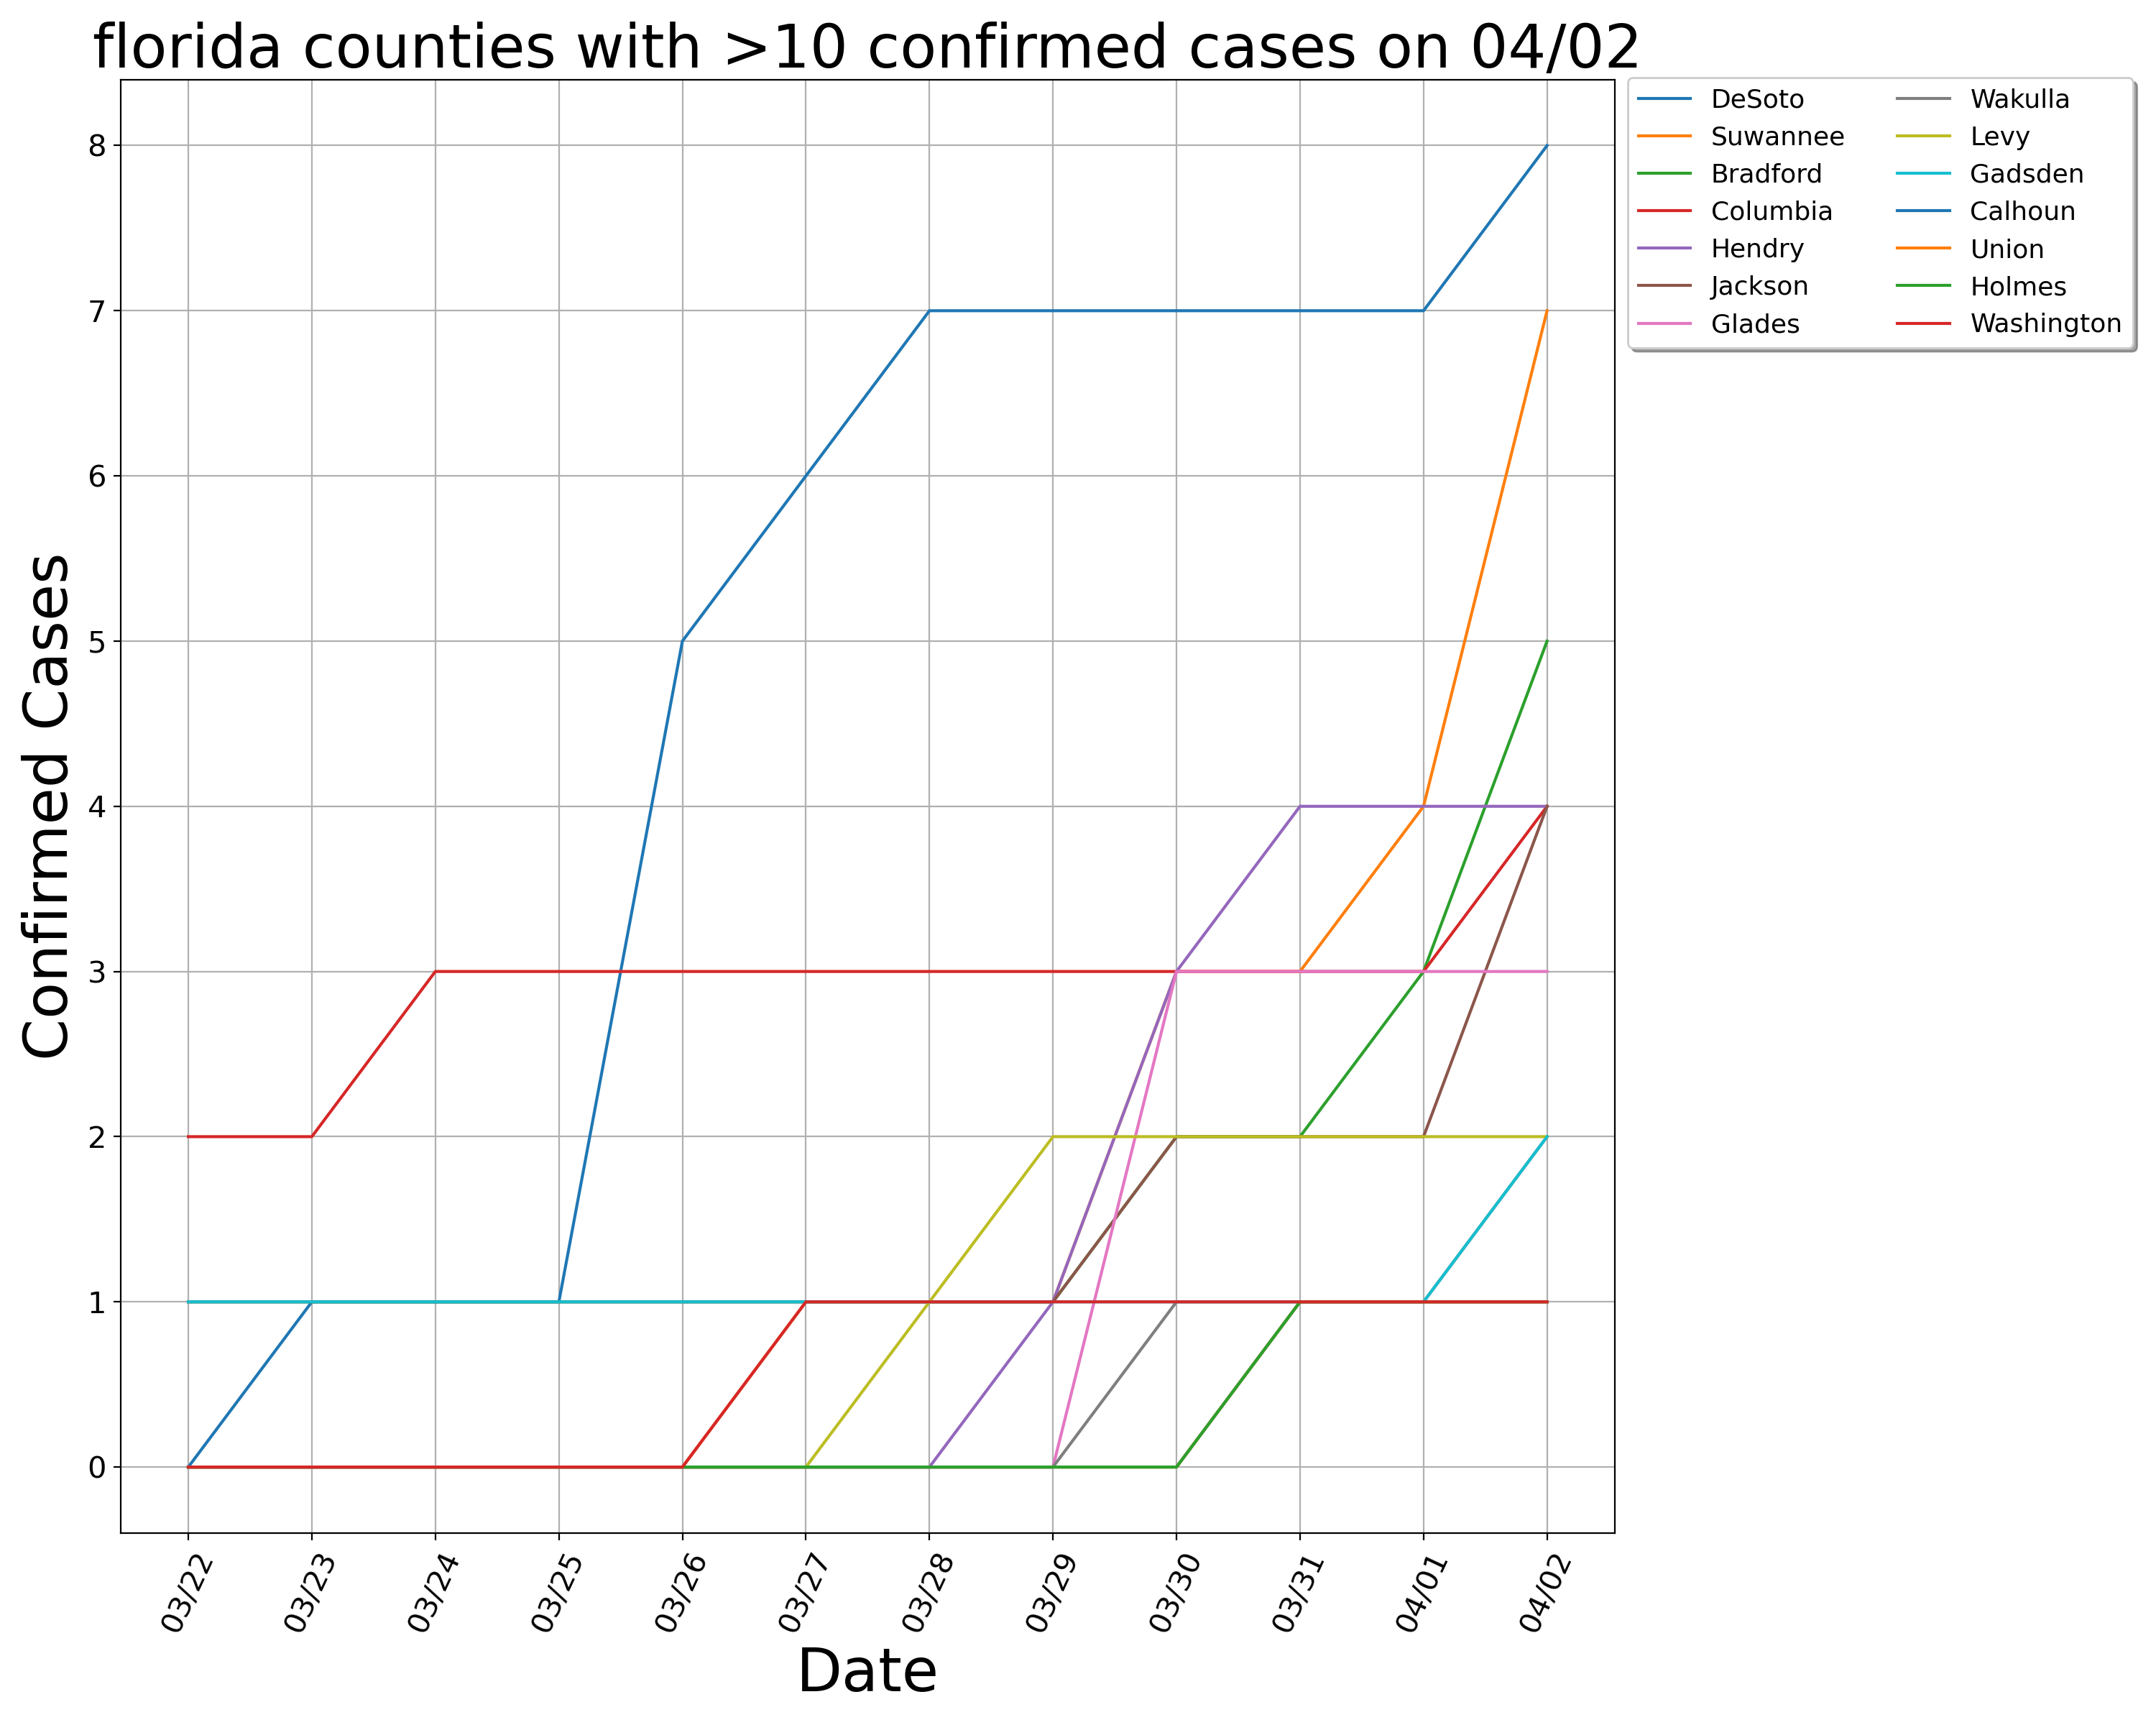 florida counties with >10 confirmed cases on 04/02
DeSoto
Suwannee
Bradford
Columbia
Hendry
Jackson
Glades
Wakulla
Levy
Gadsden
Calhoun
Union
Holmes
Washington
Confirmed Cases
8
7
6
5
4
3
2
1
0
03/22
03/23
03/24
03/25
03/26
03/27
03/28
03/29
03/30
03/31
04/01
04/02
Date